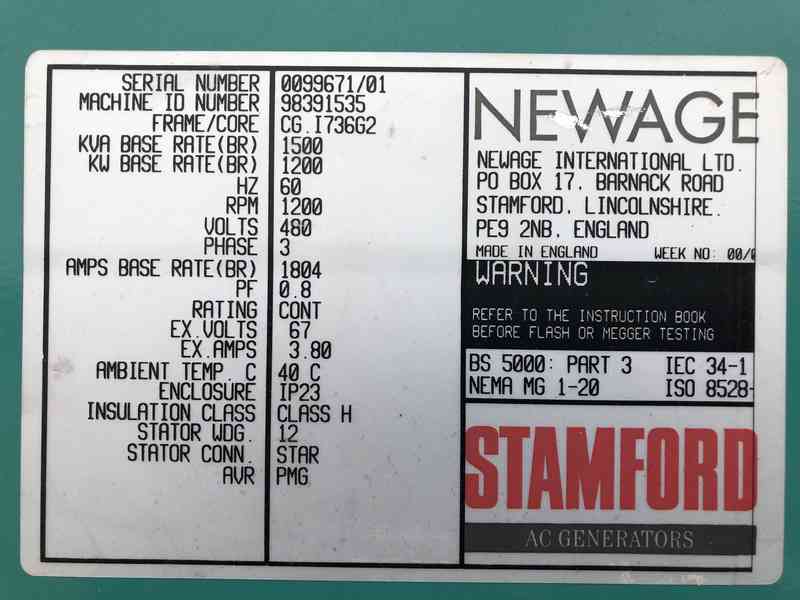 SERIAL NUMBER 0099671/01
MACHINE ID NUMBER 98391535
FRAME/CORE CG.I736G2
KVA BASE RATE(BR) 1500
KW BASE RATE(BR) 1200
HZ 60
RPM 1200
VOLTS 480
PHASE 3
AMPS BASE RATE(BR) 1804
PF 0.8
RATING CONT
EX.VOLTS 67
EX.AMPS 3.80
AMBIENT TEMP. C 40 C
ENCLOSURE IP23
INSULATION CLASS CLASS H
STATOR WDG. 12
STATOR CONN. STAR
AVR PMG
NEWAGE
NEWAGE INTERNATIONAL LTD.
PO BOX 17. BARNACK ROAD
STAMFORD. LINCOLNSHIRE.
PE9 2NB. ENGLAND
MADE IN ENGLAND WEEK NO: 00/
WARNING
REFER TO THE INSTRUCTION BOOK
BEFORE FLASH OR MEGGER TESTING
BS 5000: PART 3 IEC 34-1
NEMA MG 1-20 ISO 8528-
STAMFORD
AC GENERATORS